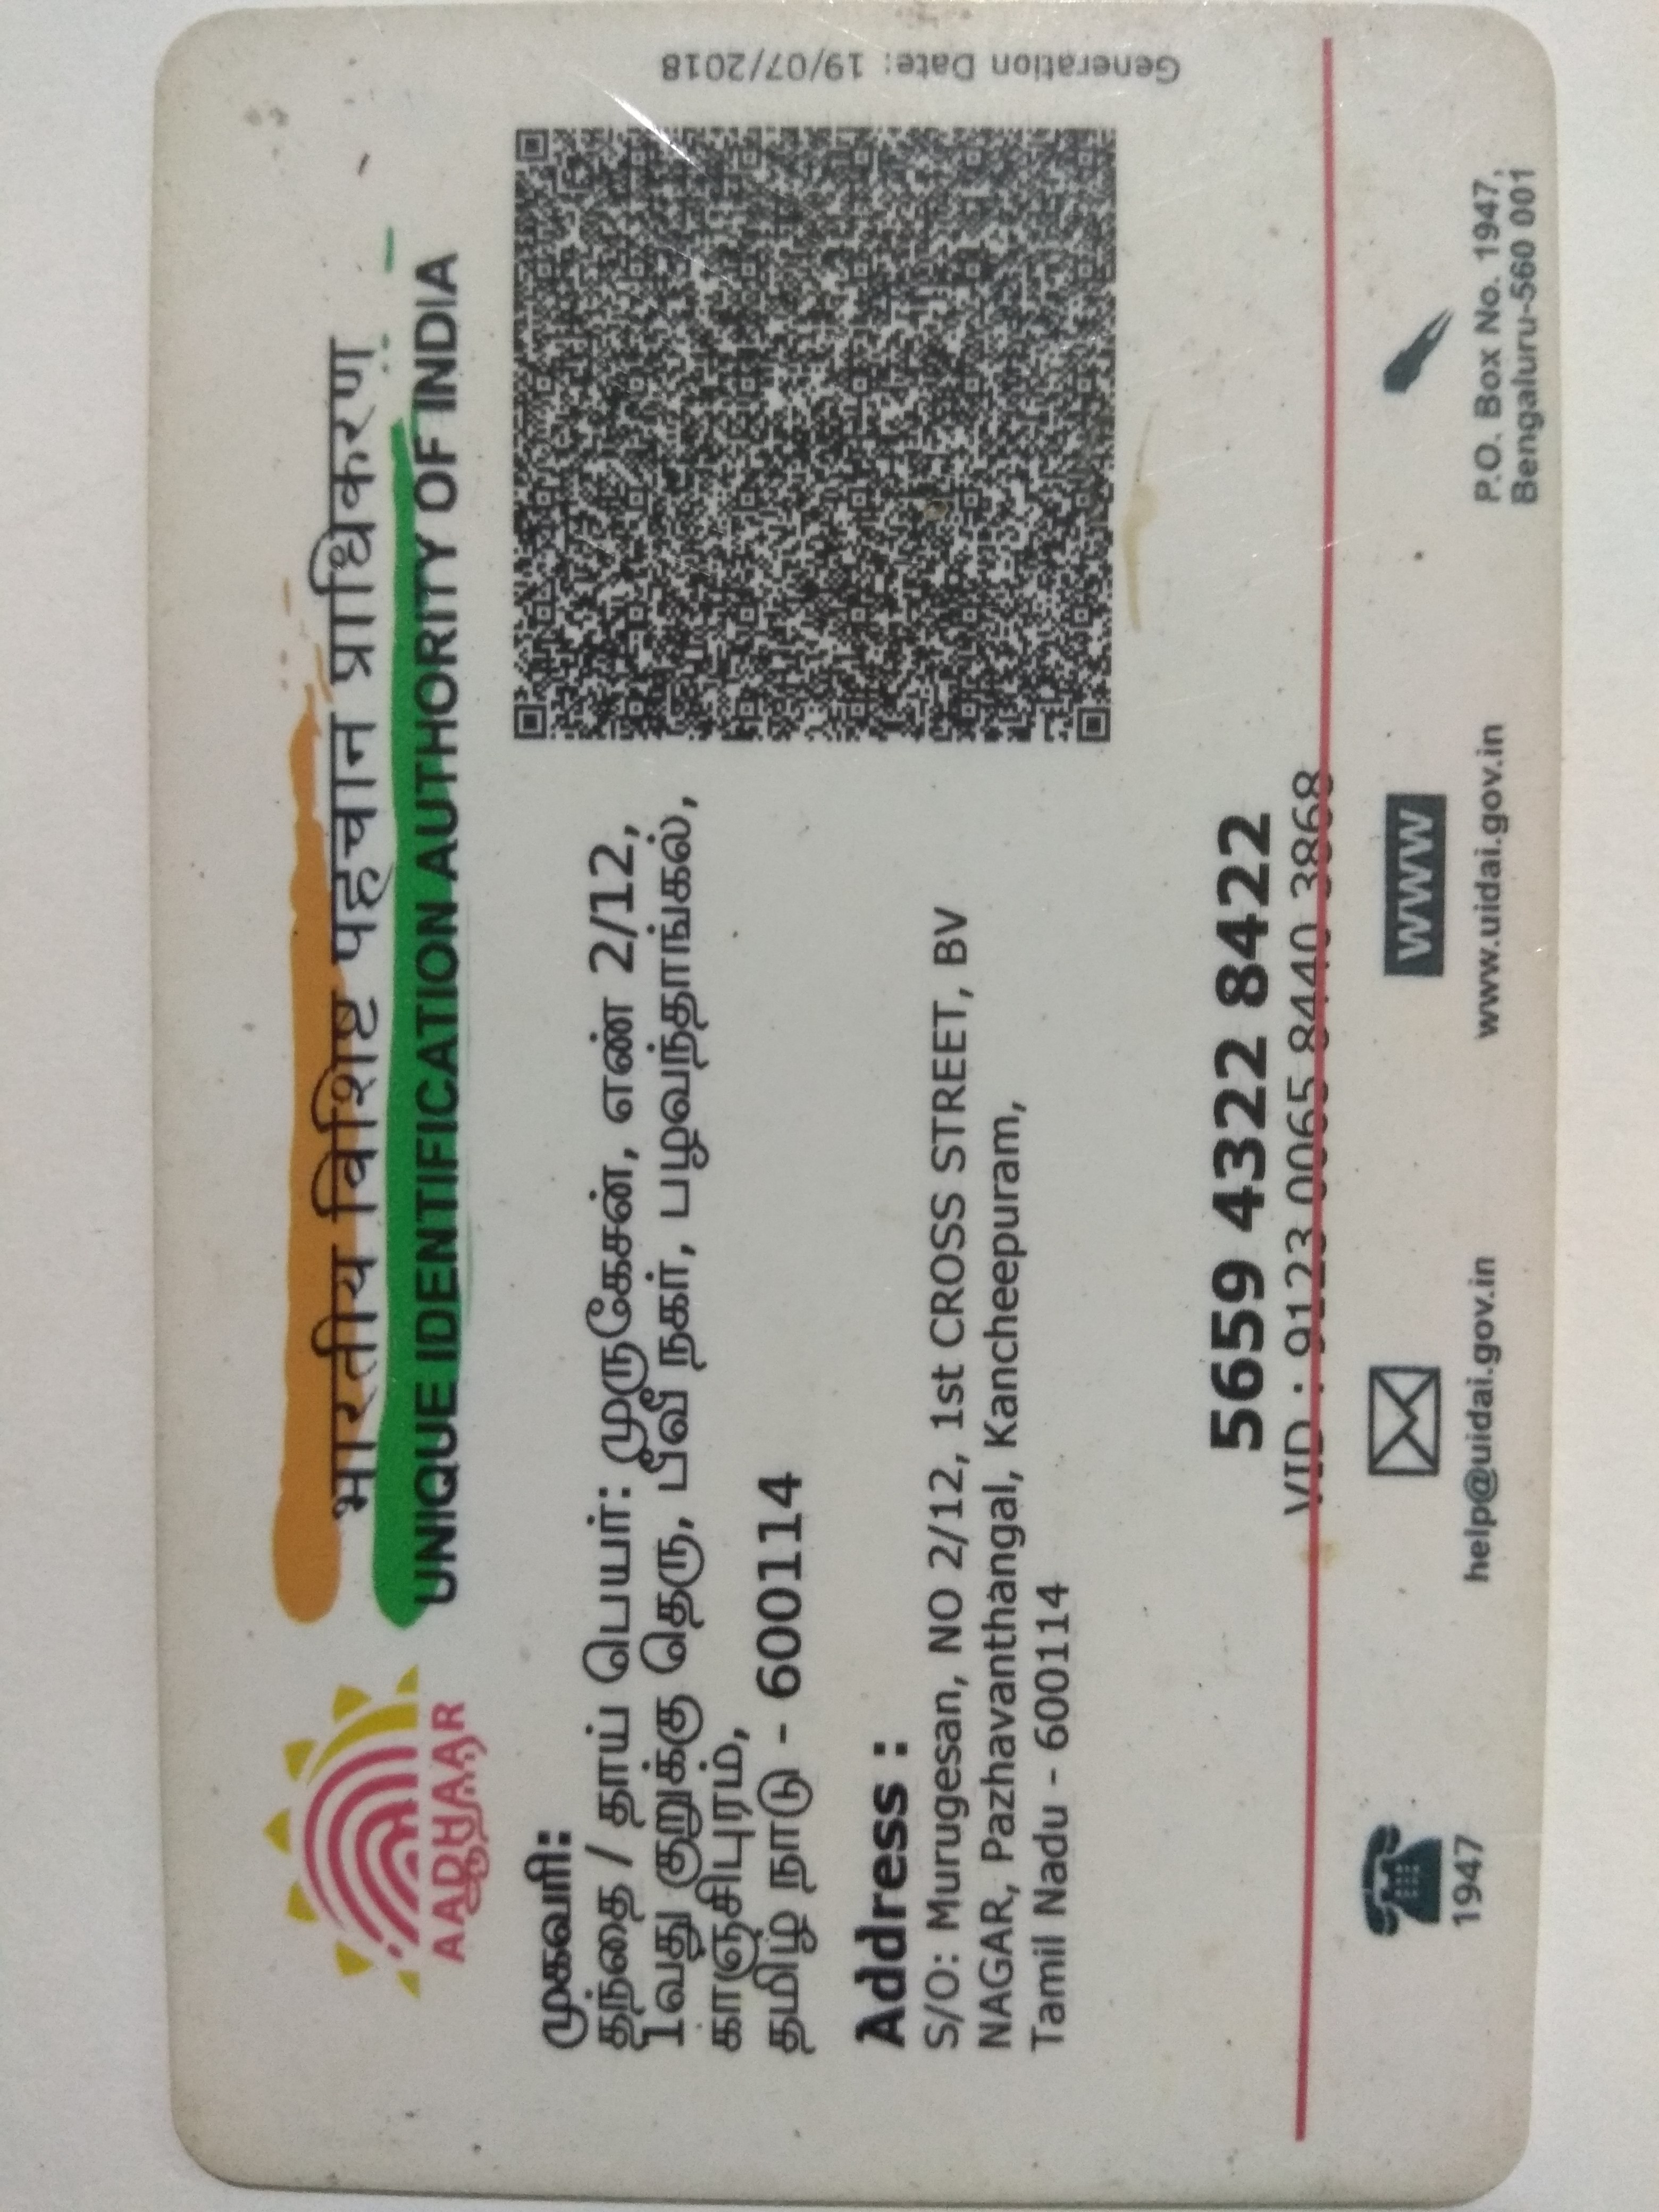 भारतीय विशिष्ट पहचान प्राधिकरण
UNIQUE IDENTIFICATION AUTHORITY OF INDIA
AADHAAR
முகவரி:
தந்தை / தாய் பெயர்: முருகேசன், எண் 2/12,
1வது குறுக்கு தெரு, பீவீ நகர், பழவந்தாங்கல்,
காஞ்சிபுரம்,
தமிழ் நாடு - 600114
Address :
S/O: Murugesan, NO 2/12, 1st CROSS STREET, BV
NAGAR, Pazhavanthangal, Kancheepuram,
Tamil Nadu - 600114
Generation Date: 19/07/2018
5659 4322 8422
VID : 9123 0065 8440 3868
1947
help@uidai.gov.in
WWW
www.uidai.gov.in
P.O. Box No. 1947,
Bengaluru-560 001